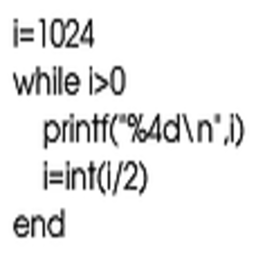 i=1024
while i>0
printf("%4d\n",i)
i=int(i/2)
end